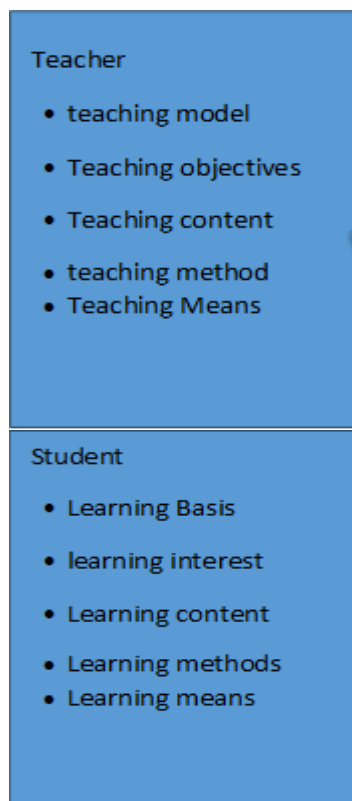 Teacher
• teaching model
• Teaching objectives
• Teaching content
• teaching method
• Teaching Means
Student
• Learning Basis
• learning interest
• Learning content
• Learning methods
• Learning means